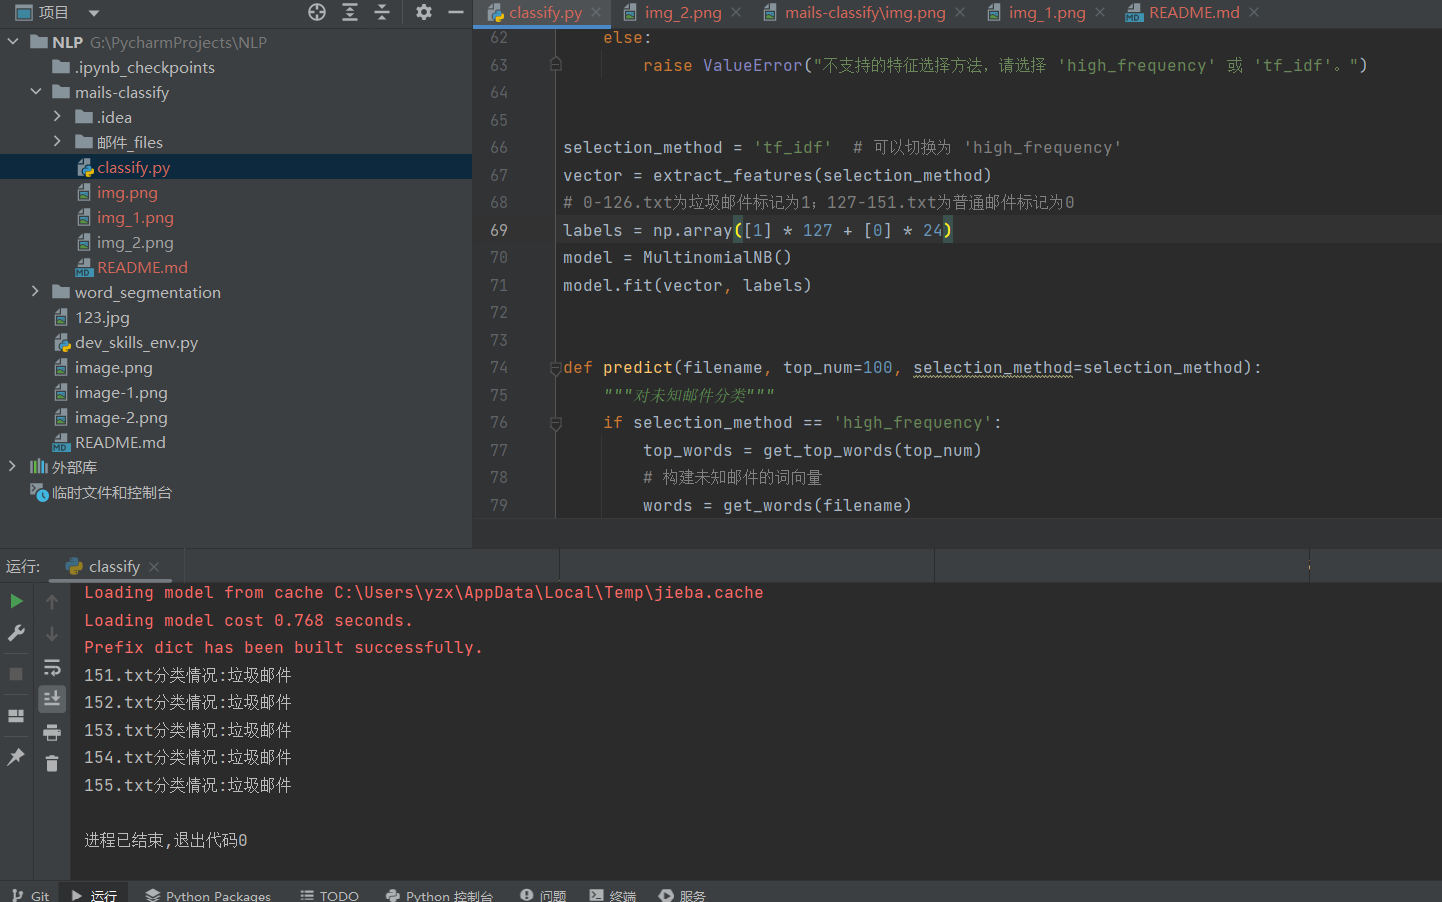 项目
classify.py
img_2.png
mails-classify\img.png
img_1.png
README.md
NLP G:\PycharmProjects\NLP
.ipynb_checkpoints
mails-classify
.idea
邮件_files
classify.py
img.png
img_1.png
img_2.png
README.md
word_segmentation
123.jpg
dev_skills_env.py
image.png
image-1.png
image-2.png
README.md
外部库
临时文件和控制台
62 else:
63 raise ValueError("不支持的特征选择方法，请选择 'high_frequency' 或 'tf_idf'。")
64
65
66 selection_method = 'tf_idf'  # 可以切换为 'high_frequency'
67 vector = extract_features(selection_method)
68 # 0-126.txt为垃圾邮件标记为1；127-151.txt为普通邮件标记为0
69 labels = np.array([1] * 127 + [0] * 24)
70 model = MultinomialNB()
71 model.fit(vector, labels)
72
73
74 def predict(filename, top_num=100, selection_method=selection_method):
75 """对未知邮件分类"""
76 if selection_method == 'high_frequency':
77 top_words = get_top_words(top_num)
78 # 构建未知邮件的词向量
79 words = get_words(filename)
运行:
classify
Loading model from cache C:\Users\yzx\AppData\Local\Temp\jieba.cache
Loading model cost 0.768 seconds.
Prefix dict has been built successfully.
151.txt分类情况:垃圾邮件
152.txt分类情况:垃圾邮件
153.txt分类情况:垃圾邮件
154.txt分类情况:垃圾邮件
155.txt分类情况:垃圾邮件
进程已结束,退出代码0
Git
运行
Python Packages
TODO
Python 控制台
问题
终端
服务